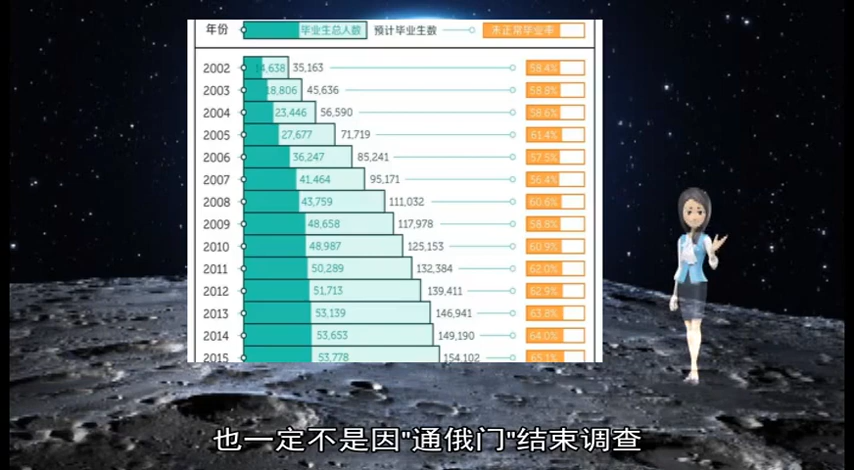 年份 毕业生总人数 预计毕业生数 未正常毕业率
2002 14,638 35,163 58.4%
2003 18,806 45,636 58.8%
2004 23,446 56,590 58.6%
2005 27,677 71,719 61.4%
2006 36,247 85,241 57.5%
2007 41,464 95,171 56.4%
2008 43,759 111,032 60.6%
2009 48,658 117,978 58.8%
2010 48,987 125,153 60.9%
2011 50,289 132,384 62.0%
2012 51,713 139,411 62.9%
2013 53,139 146,941 63.8%
2014 53,653 149,190 64.0%
2015 53,778 154,102 65.1%
也一定不是因"通俄门"结束调查